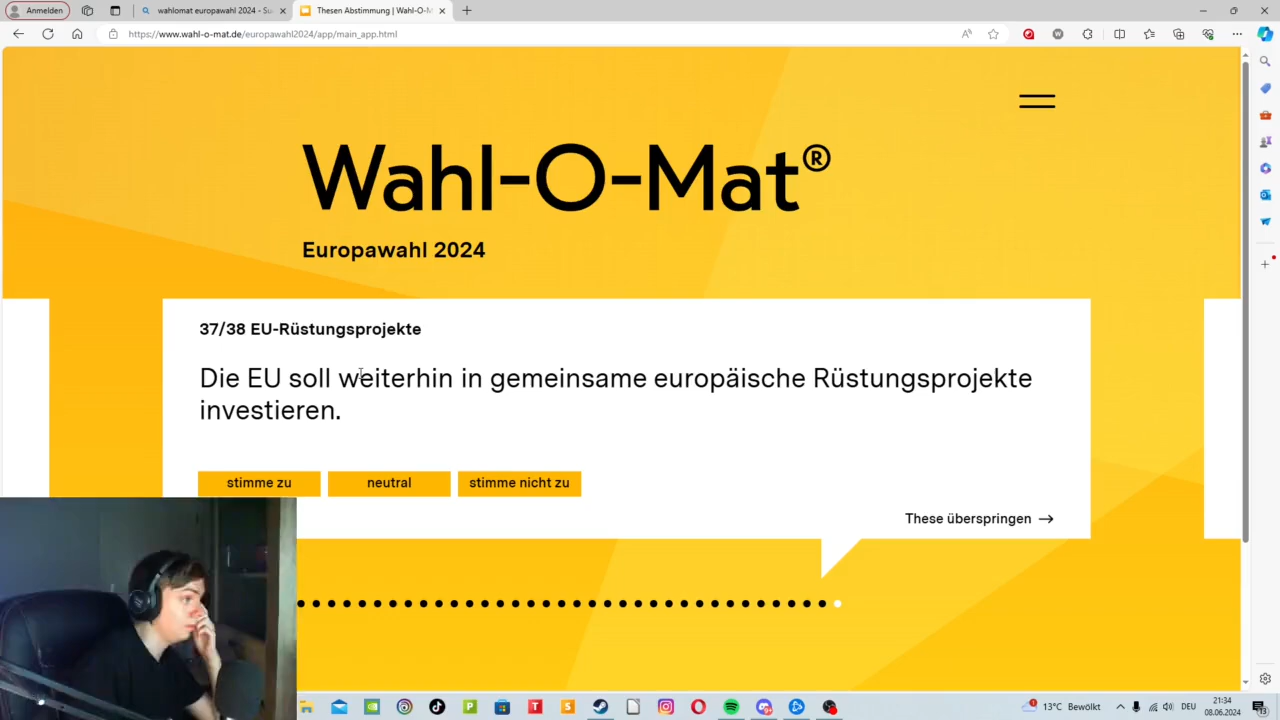 Anmelden
wahlomat europawahl 2024 - Su
Thesen Abstimmung | Wahl-O-M
https://www.wahl-o-mat.de/europawahl2024/app/main_app.html
Wahl-O-Mat®
Europawahl 2024
37/38 EU-Rüstungsprojekte
Die EU soll weiterhin in gemeinsame europäische Rüstungsprojekte
investieren.
stimme zu
neutral
stimme nicht zu
These überspringen
13°C Bewölkt
DEU
21:34
08.06.2024